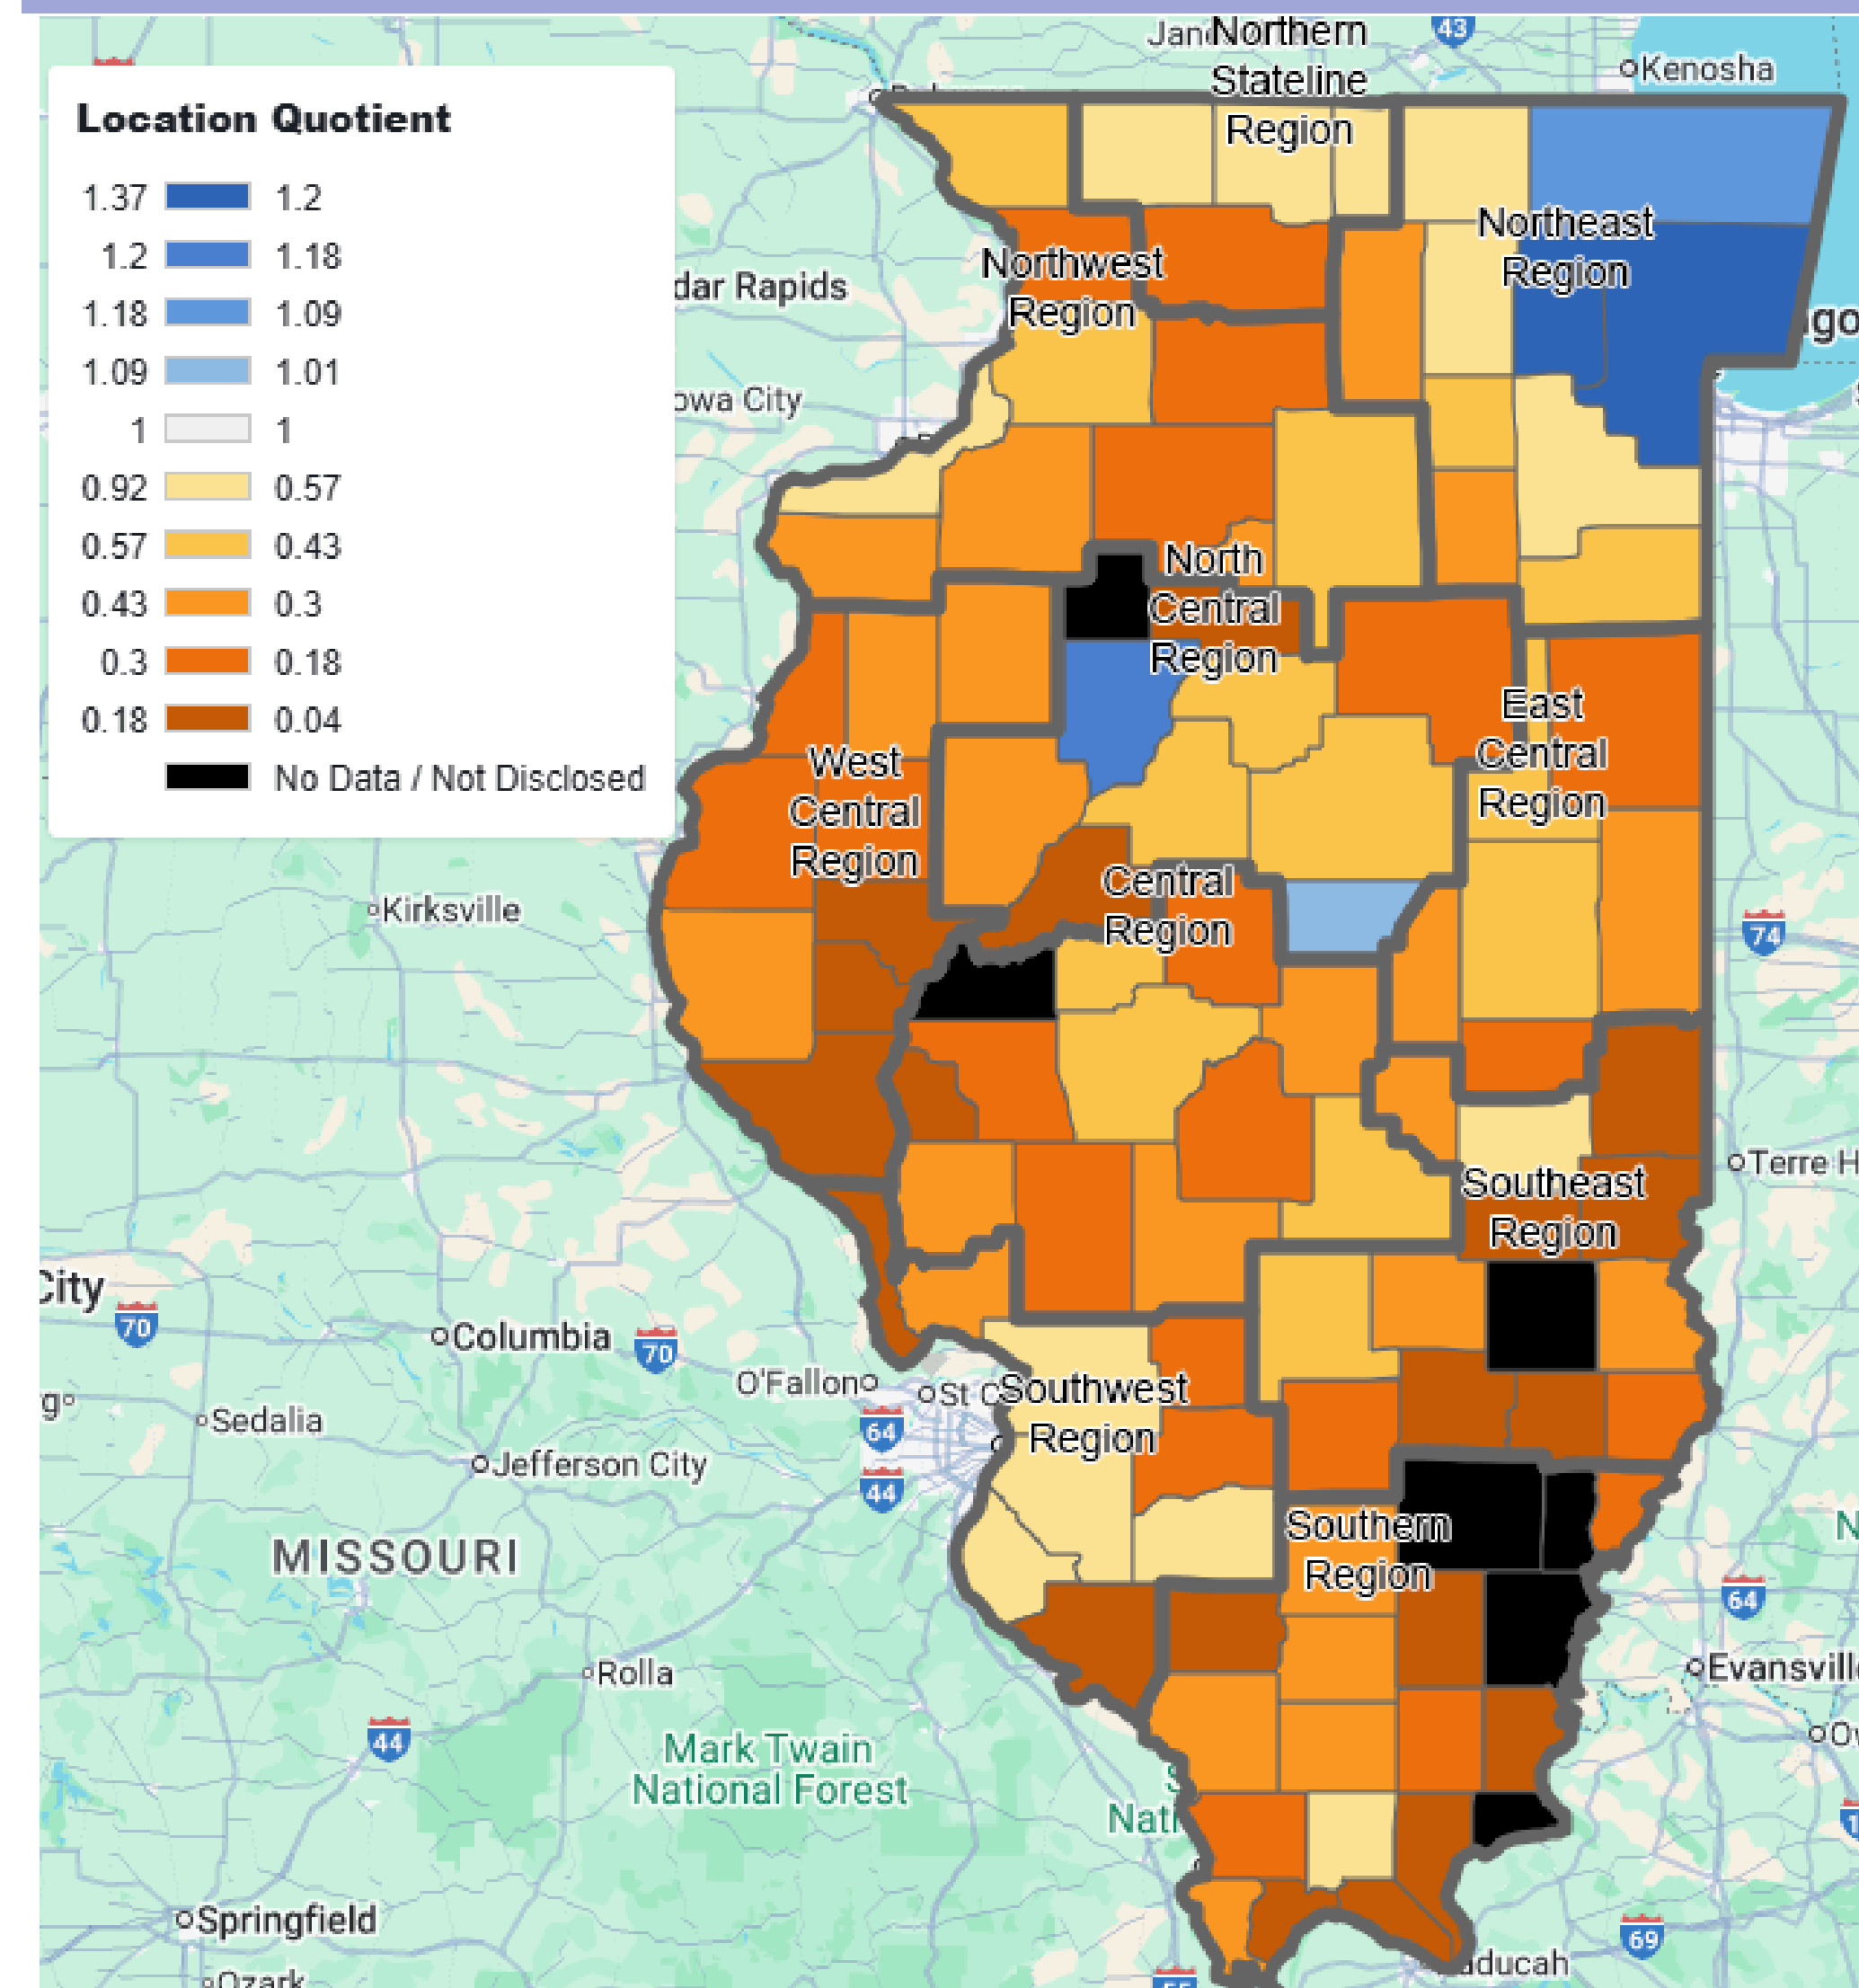 Location Quotient
1.37 1.2
1.2 1.18
1.18 1.09
1.09 1.01
1 1
0.92 0.57
0.57 0.43
0.43 0.3
0.3 0.18
0.18 0.04
No Data / Not Disclosed
Northern
Stateline
Region
43
Kenosha
Northeast
Region
Northwest
Region
dar Rapids
owa City
North
Central
Region
East
Central
Region
West
Central
Region
Central
Region
Kirksville
74
Terre H
Southeast
Region
City
70
Columbia
70
O'Fallon
St C
Southwest
Region
Sedalia
64
Jefferson City
44
MISSOURI
Southern
Region
64
Rolla
Evansville
44
Mark Twain
National Forest
S
Nati
Springfield
69
aducah
Ozark
55